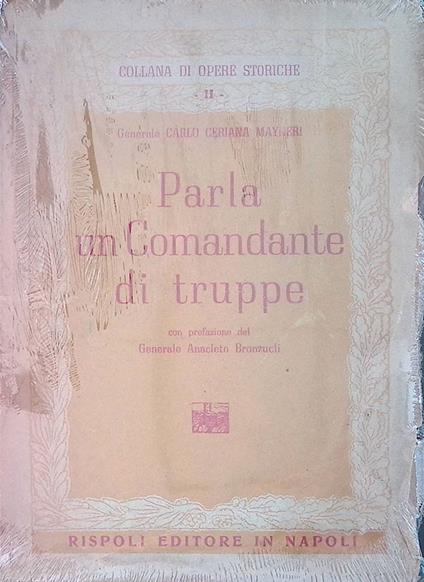 COLLANA DI OPERE STORICHE
- II -
Generale CARLO CERIANA MAYNERI
Parla
un Comandante
di truppe
con prefazione del
Generale Anacleto Bronzuoli
RISPOLI EDITORE IN NAPOLI